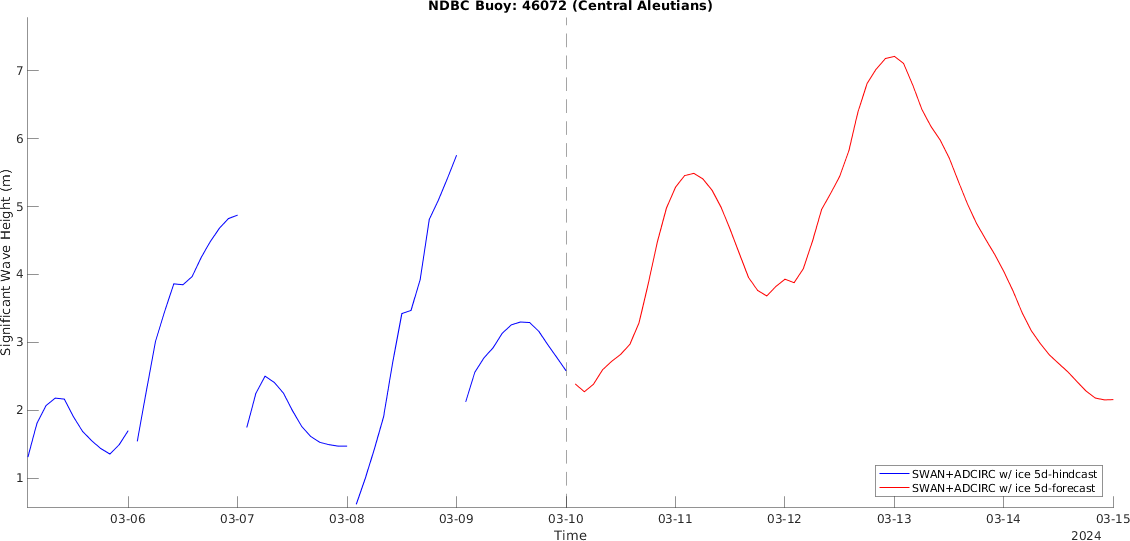 NDBC Buoy: 46072 (Central Aleutians)
Significant Wave Height (m)
7
6
5
4
3
2
1
SWAN+ADCIRC w/ ice 5d-hindcast
SWAN+ADCIRC w/ ice 5d-forecast
03-06 03-07 03-08 03-09 03-10 03-11 03-12 03-13 03-14 03-15
Time
2024